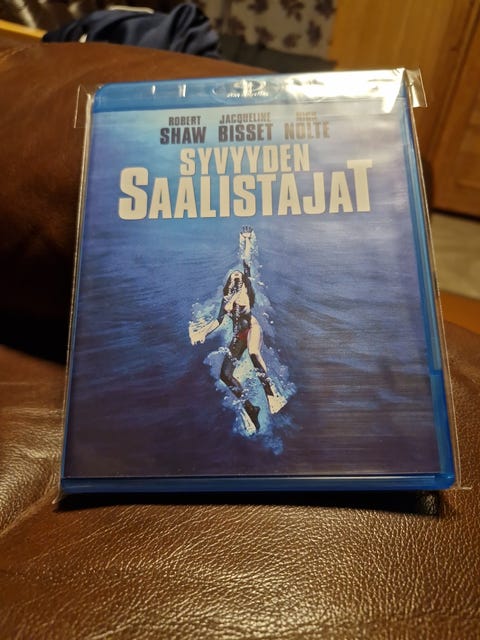 ROBERT JACQUELINE NICK
SHAW BISSET NOLTE
SYVYYDEN
SAALISTAJAT